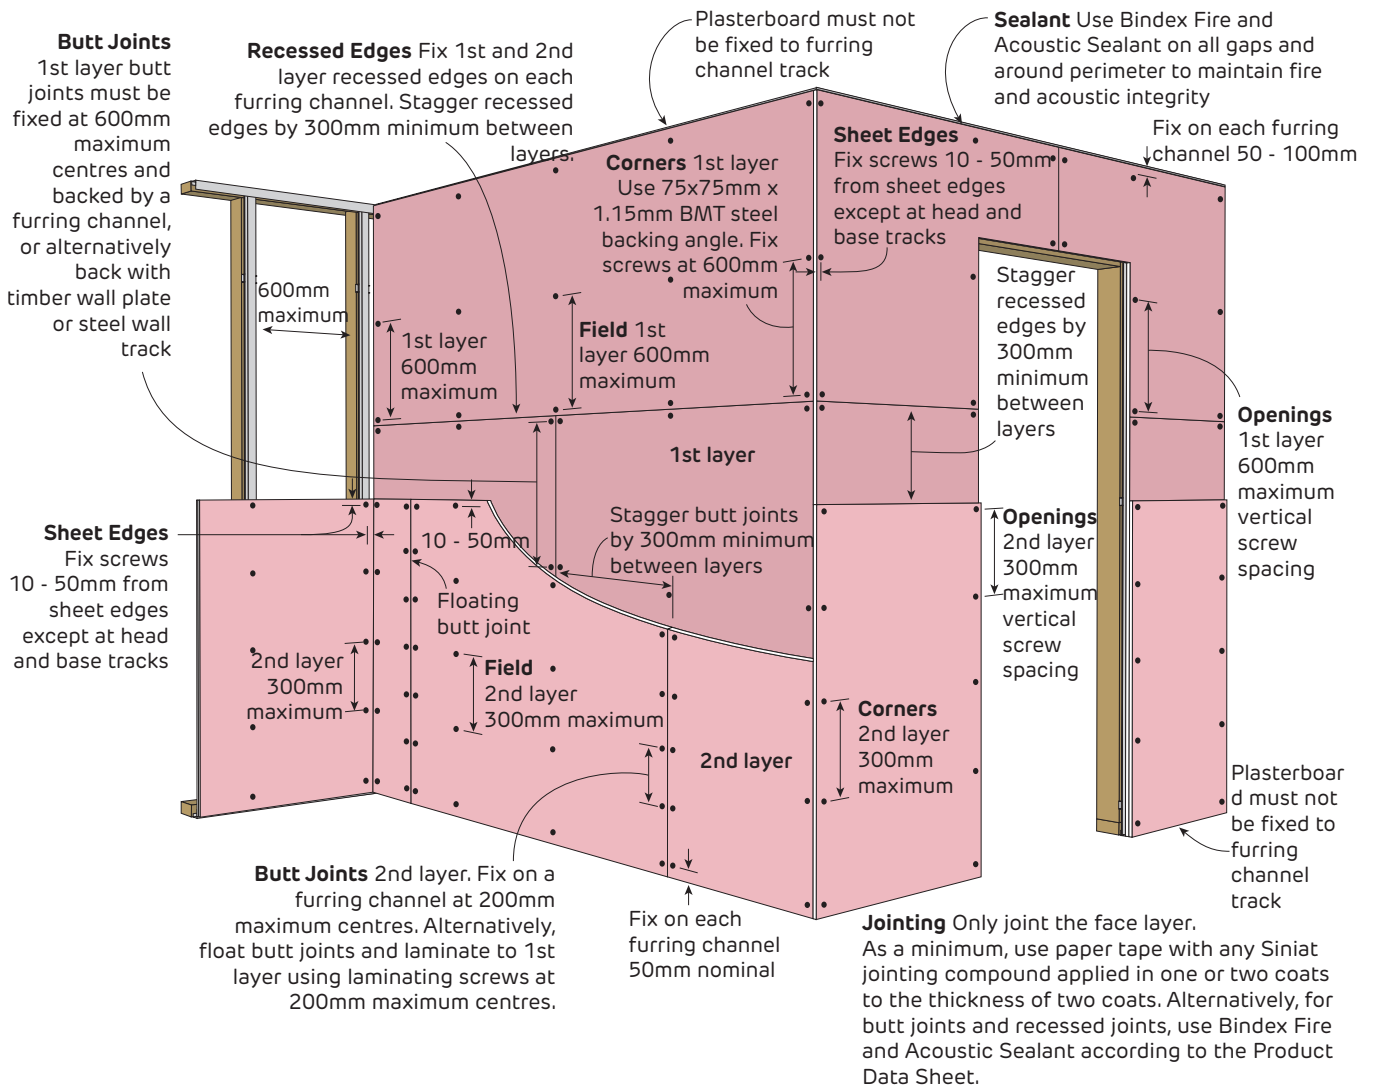 Butt Joints
1st layer butt
joints must be
fixed at 600mm
maximum
centres and
backed by a
furring channel,
or alternatively
back with
timber wall plate
or steel wall
track
Recessed Edges Fix 1st and 2nd
layer recessed edges on each
furring channel. Stagger recessed
edges by 300mm minimum between
layers.
Plasterboard must not
be fixed to furring
channel track
Sealant Use Bindex Fire and
Acoustic Sealant on all gaps and
around perimeter to maintain fire
and acoustic integrity
Fix on each furring
channel 50 - 100mm
Corners 1st layer
Use 75x75mm x
1.15mm BMT steel
backing angle. Fix
screws at 600mm
maximum
Sheet Edges
Fix screws 10 - 50mm
from sheet edges
except at head and
base tracks
600mm
maximum
1st layer
600mm
maximum
Field 1st
layer 600mm
maximum
Stagger
recessed
edges by
300mm
minimum
between
layers
Openings
1st layer
600mm
maximum
vertical
screw
spacing
1st layer
Stagger butt joints
by 300mm minimum
between layers
10 - 50mm
Floating
butt joint
Sheet Edges
Fix screws
10 - 50mm from
sheet edges
except at head
and base tracks
2nd layer
300mm
maximum
Field
2nd layer
300mm maximum
2nd layer
Openings
2nd layer
300mm
maximum
vertical
screw
spacing
Corners
2nd layer
300mm
maximum
Plasterboar
d must not
be fixed to
furring
channel
track
Butt Joints 2nd layer. Fix on a
furring channel at 200mm
maximum centres. Alternatively,
float butt joints and laminate to 1st
layer using laminating screws at
200mm maximum centres.
Fix on each
furring channel
50mm nominal
Jointing Only joint the face layer.
As a minimum, use paper tape with any Siniat
jointing compound applied in one or two coats
to the thickness of two coats. Alternatively, for
butt joints and recessed joints, use Bindex Fire
and Acoustic Sealant according to the Product
Data Sheet.